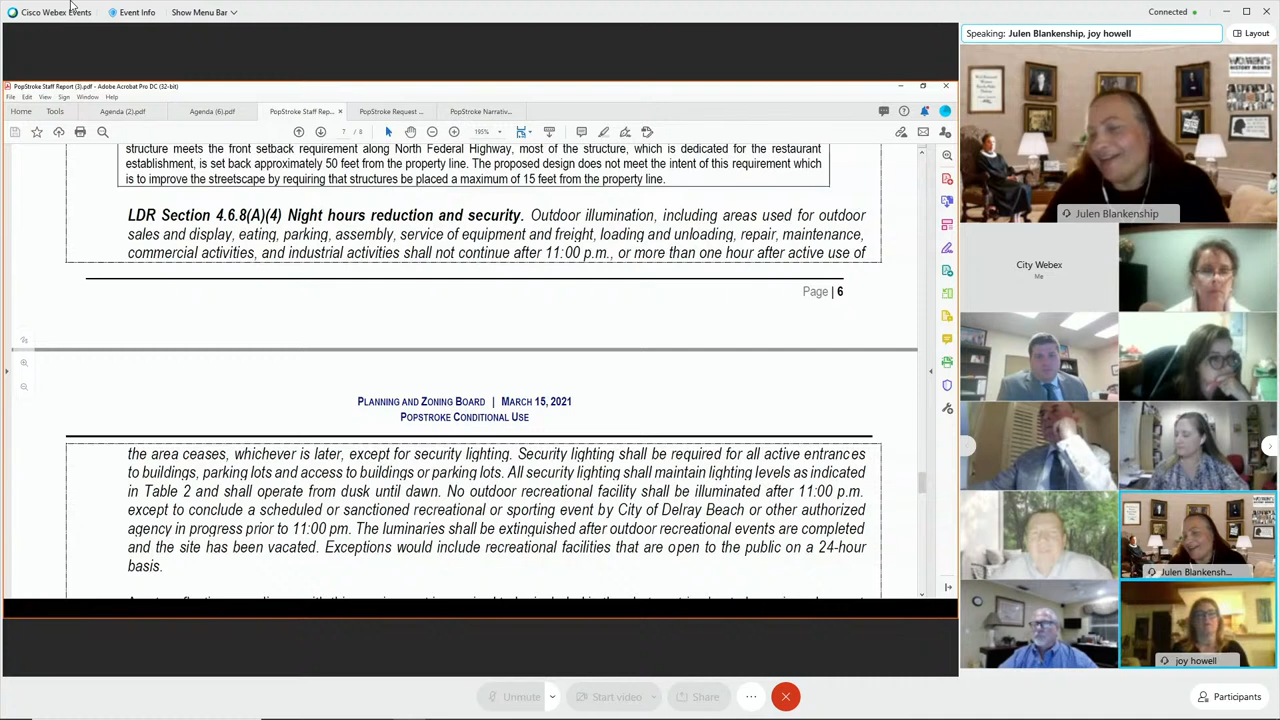 Cisco Webex Events
Event Info
Show Menu Bar
Connected
Speaking: Julen Blankenship, joy howell
Layout
PopStroke Staff Report (3).pdf - Adobe Acrobat Pro DC (32-bit)
File Edit View Sign Window Help
Home Tools Agenda (2).pdf Agenda (6).pdf PopStroke Staff Rep... × PopStroke Request ... PopStroke Narrativ...
7 / 8 195%
structure meets the front setback requirement along North Federal Highway, most of the structure, which is dedicated for the restaurant
establishment, is set back approximately 50 feet from the property line. The proposed design does not meet the intent of this requirement which
is to improve the streetscape by requiring that structures be placed a maximum of 15 feet from the property line.
LDR Section 4.6.8(A)(4) Night hours reduction and security. Outdoor illumination, including areas used for outdoor
sales and display, eating, parking, assembly, service of equipment and freight, loading and unloading, repair, maintenance,
commercial activities, and industrial activities shall not continue after 11:00 p.m., or more than one hour after active use of
Page | 6
PLANNING AND ZONING BOARD | MARCH 15, 2021
POPSTROKE CONDITIONAL USE
the area ceases, whichever is later, except for security lighting. Security lighting shall be required for all active entrances
to buildings, parking lots and access to buildings or parking lots. All security lighting shall maintain lighting levels as indicated
in Table 2 and shall operate from dusk until dawn. No outdoor recreational facility shall be illuminated after 11:00 p.m.
except to conclude a scheduled or sanctioned recreational or sporting event by City of Delray Beach or other authorized
agency in progress prior to 11:00 pm. The luminaries shall be extinguished after outdoor recreational events are completed
and the site has been vacated. Exceptions would include recreational facilities that are open to the public on a 24-hour
basis.
WOMEN'S
HISTORY MONTH
Julen Blankenship
City Webex
Me
Julen Blankensh...
joy howell
Unmute
Start video
Share
Participants